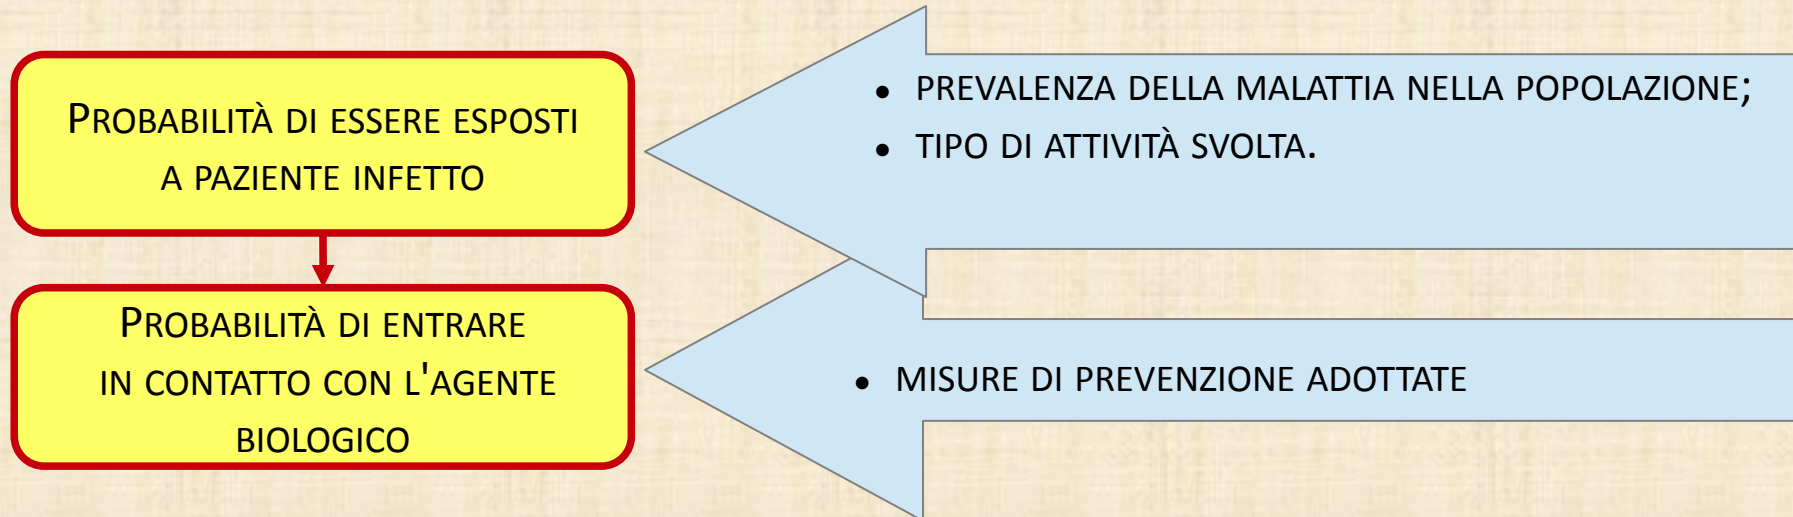 PROBABILITÀ DI ESSERE ESPOSTI
A PAZIENTE INFETTO
• PREVALENZA DELLA MALATTIA NELLA POPOLAZIONE;
• TIPO DI ATTIVITÀ SVOLTA.
PROBABILITÀ DI ENTRARE
IN CONTATTO CON L'AGENTE
BIOLOGICO
• MISURE DI PREVENZIONE ADOTTATE